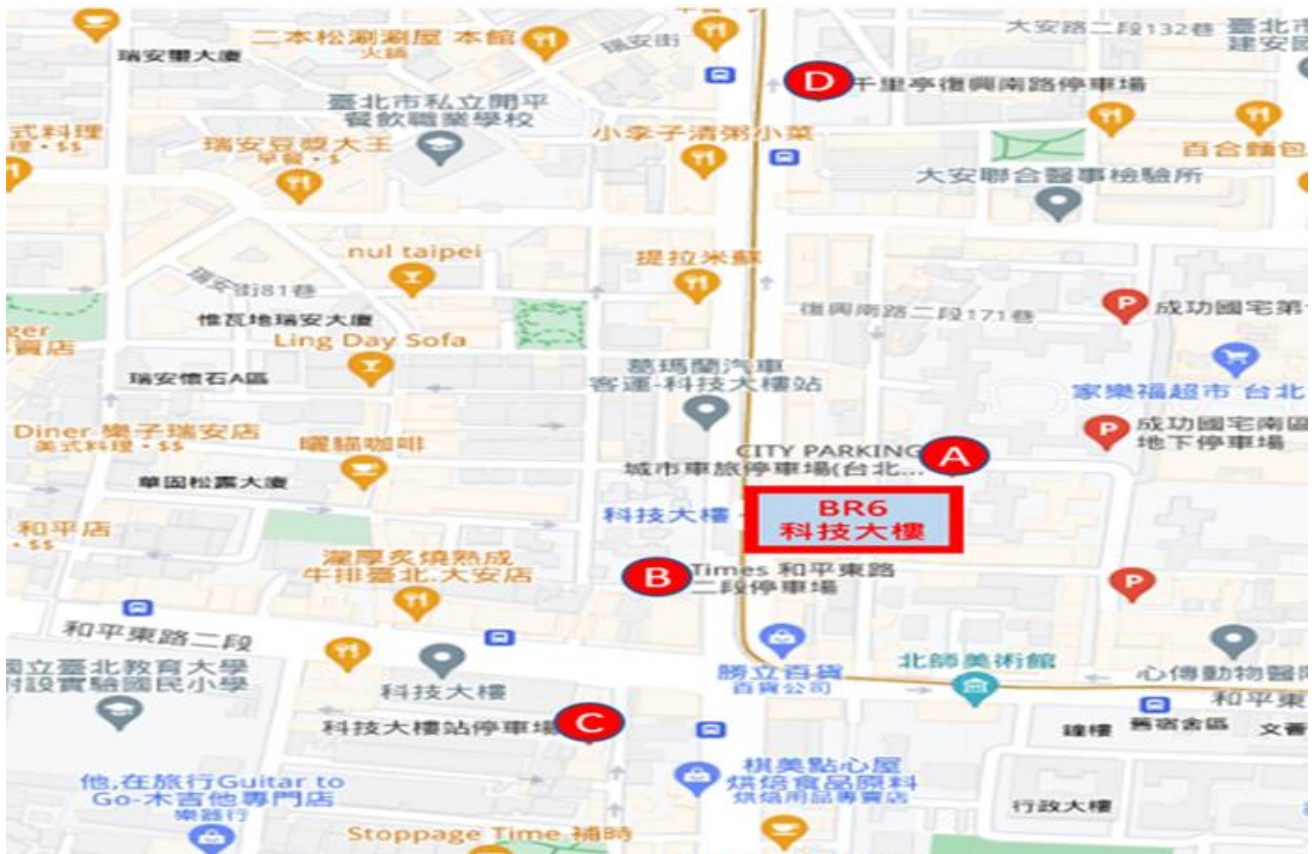 大安路二段132巷
臺北市
建安國
瑞安璽大廈
二本松涮涮屋 本館
火鍋
瑞安街
D
千里亭復興南路停車場
臺北市私立開平
餐飲職業學校
式料理
理・$$
瑞安豆漿大王
早餐・$
小李子清粥小菜
百合麵包
大安聯合醫事檢驗所
nul taipei
提拉米蘇
瑞安街81巷
惟瓦地瑞安大廈
復興南路二段171巷
P
成功國宅第
ger
賣店
Ling Day Sofa
瑞安懷石A區
葛瑪蘭汽車
客運-科技大樓站
家樂福超市 台北
Diner 樂子瑞安店
美式料理・$$
曬貓咖啡
P
成功國宅南區
地下停車場
CITY PARKING
城市車旅停車場(台北...
A
華固松露大廈
科技大樓
BR6
科技大樓
和平店
・$$
瀧厚炙燒熟成
牛排臺北.大安店
B
Times 和平東路
二段停車場
P
和平東路二段
國立臺北教育大學
附設實驗國民小學
科技大樓
勝立百貨
百貨公司
北師美術館
心傳動物醫院
和平東
科技大樓站停車場
C
鐘樓
舊宿舍區
文薈
他,在旅行Guitar to
Go-木吉他專門店
樂器行
棋美點心屋
烘焙食品原料
烘焙用品專賣店
行政大樓
Stoppage Time 補時